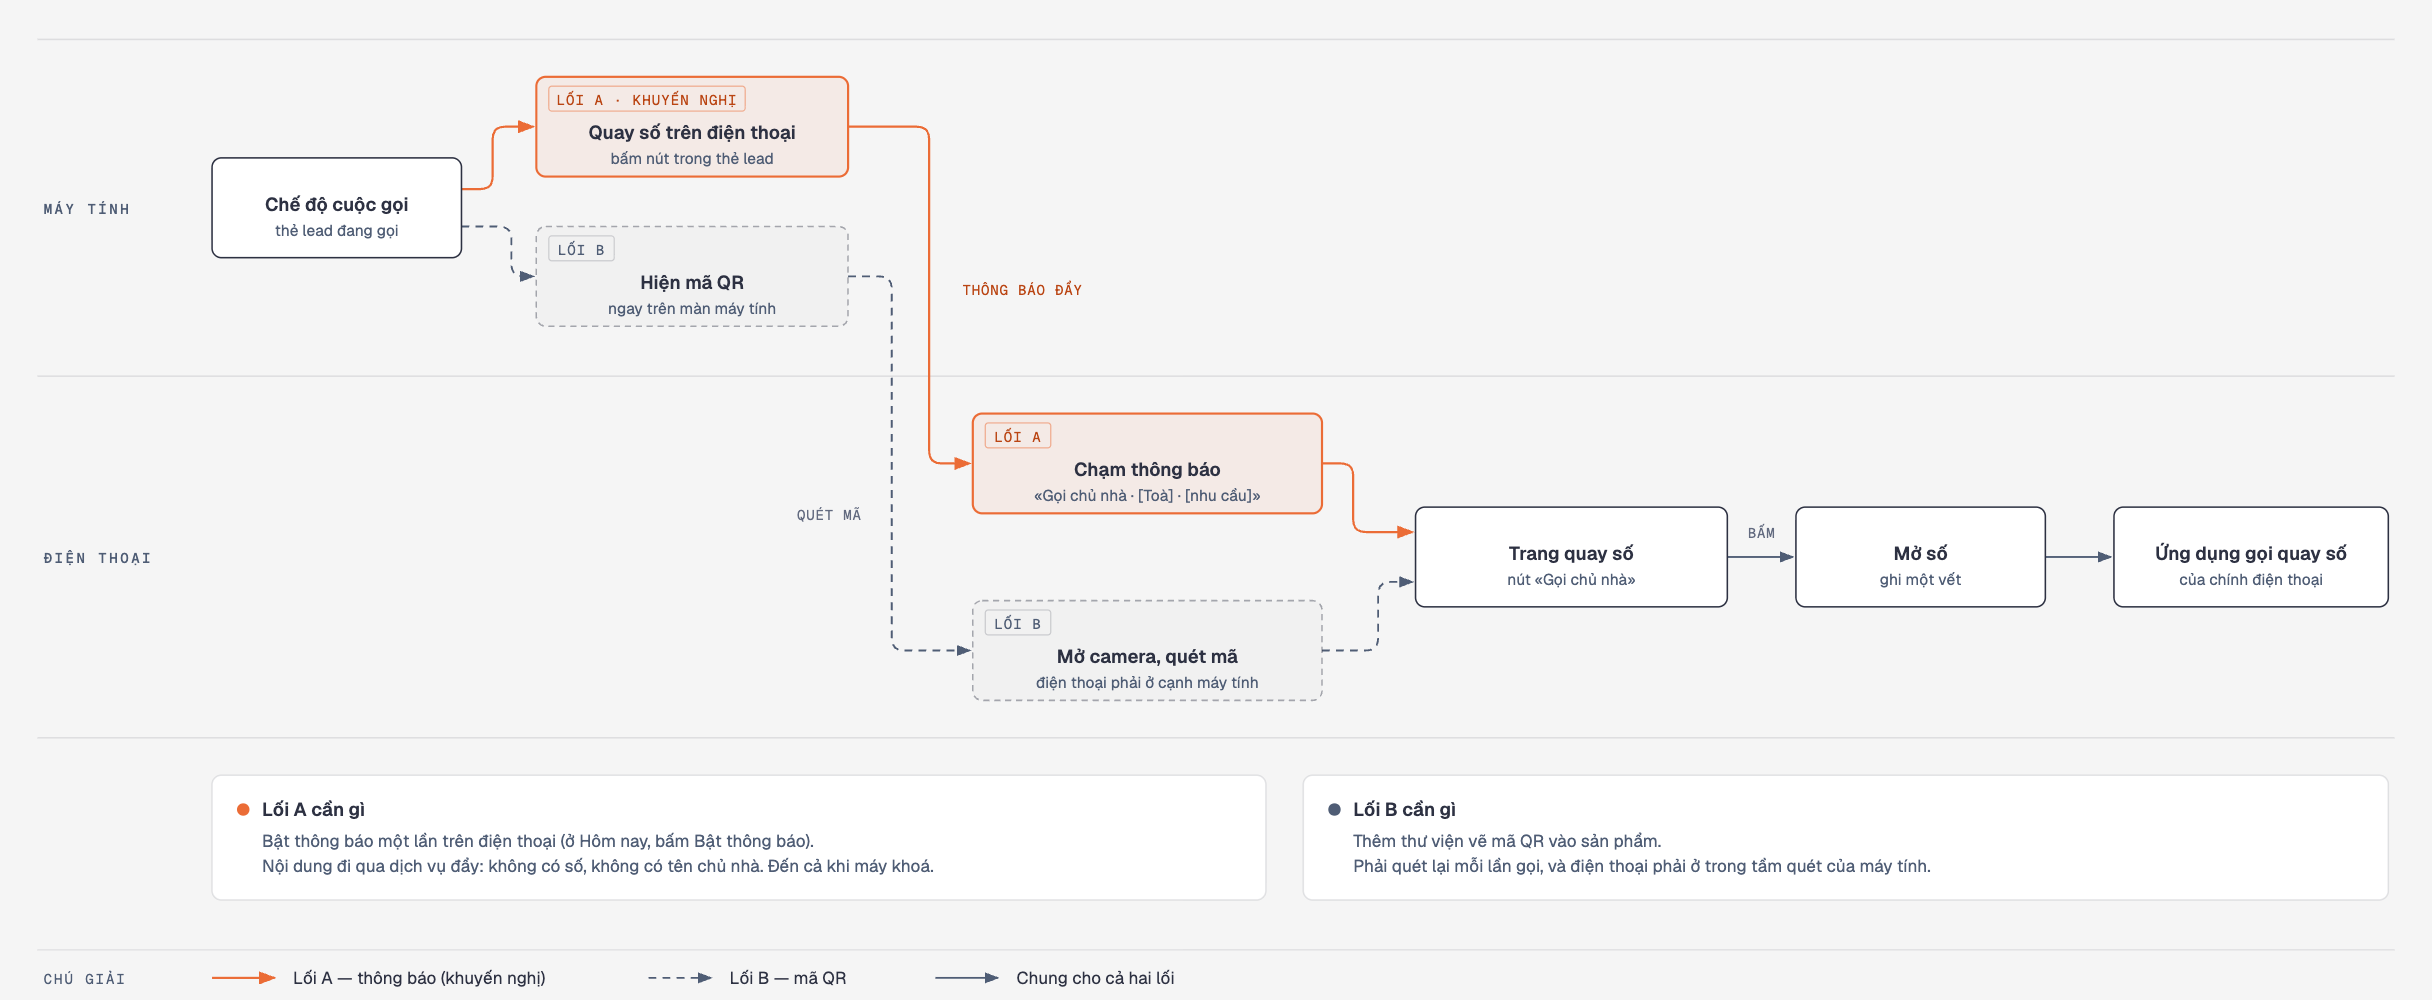 LỐI A · KHUYẾN NGHỊ
Quay số trên điện thoại
bấm nút trong thẻ lead
MÁY TÍNH
Chế độ cuộc gọi
thẻ lead đang gọi
LỐI B
Hiện mã QR
ngay trên màn máy tính
THÔNG BÁO ĐẨY
LỐI A
Chạm thông báo
«Gọi chủ nhà · [Toà] · [nhu cầu]»
QUÉT MÃ
ĐIỆN THOẠI
Trang quay số
nút «Gọi chủ nhà»
BẤM
Mở số
ghi một vết
Ứng dụng gọi quay số
của chính điện thoại
LỐI B
Mở camera, quét mã
điện thoại phải ở cạnh máy tính
Lối A cần gì
Bật thông báo một lần trên điện thoại (ở Hôm nay, bấm Bật thông báo).
Nội dung đi qua dịch vụ đẩy: không có số, không có tên chủ nhà. Đến cả khi máy khoá.
Lối B cần gì
Thêm thư viện vẽ mã QR vào sản phẩm.
Phải quét lại mỗi lần gọi, và điện thoại phải ở trong tầm quét của máy tính.
CHÚ GIẢI
Lối A — thông báo (khuyến nghị)
Lối B — mã QR
Chung cho cả hai lối